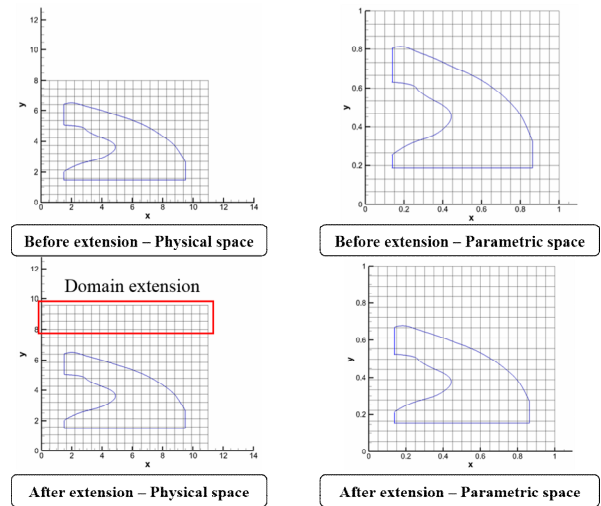 12
10
8
6
4
2
0
y
0 2 4 6 8 10 12 14
x
Before extension – Physical space
1
0.8
0.6
0.4
0.2
0
y
0 0.2 0.4 0.6 0.8 1
x
Before extension – Parametric space
12
Domain extension
10
8
6
4
2
0
y
0 2 4 6 8 10 12 14
x
After extension – Physical space
1
0.8
0.6
0.4
0.2
0
y
0 0.2 0.4 0.6 0.8 1
x
After extension – Parametric space